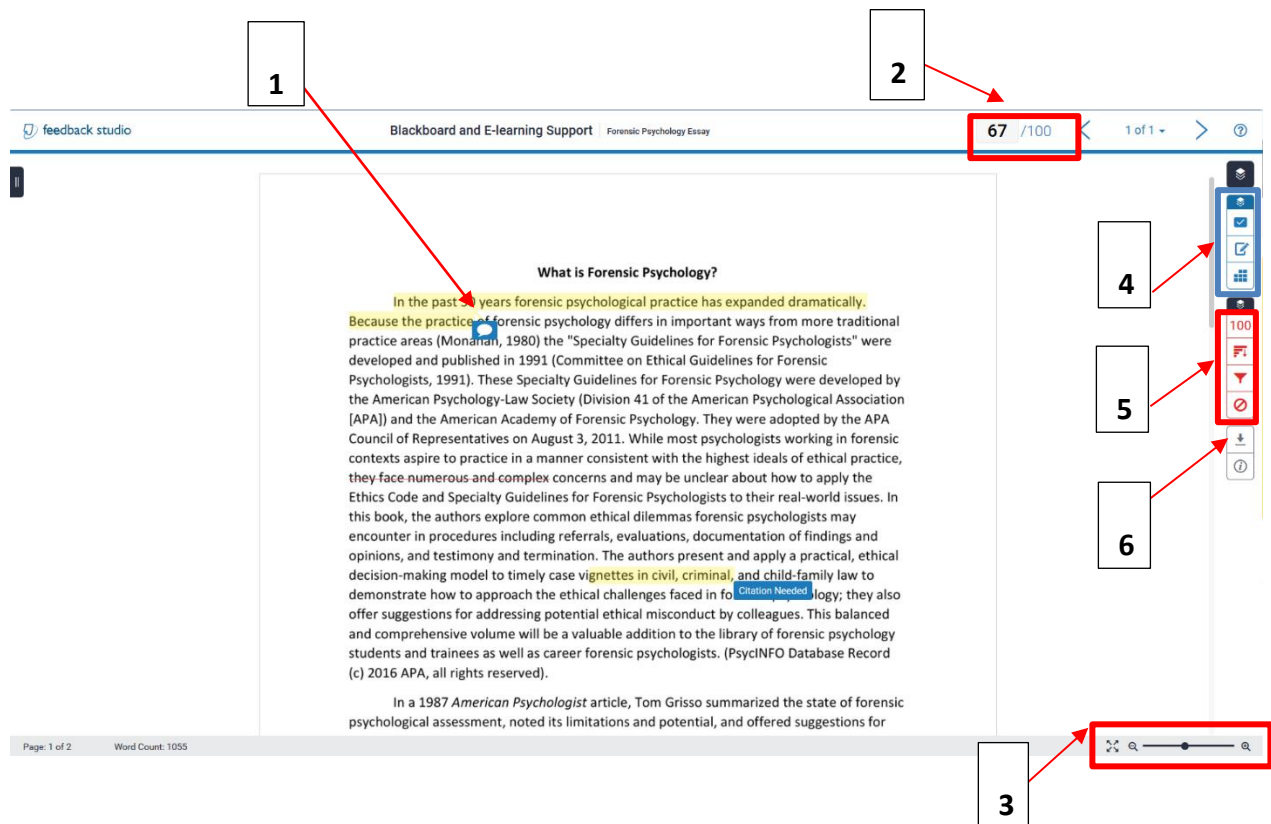 1
2
feedback studio
Blackboard and E-learning Support Forensic Psychology Essay
67 /100
1 of 1
What is Forensic Psychology?
In the past years forensic psychological practice has expanded dramatically.
Because the practice of forensic psychology differs in important ways from more traditional
practice areas (Monahan, 1980) the "Specialty Guidelines for Forensic Psychologists" were
developed and published in 1991 (Committee on Ethical Guidelines for Forensic
Psychologists, 1991). These Specialty Guidelines for Forensic Psychology were developed by
the American Psychology-Law Society (Division 41 of the American Psychological Association
[APA]) and the American Academy of Forensic Psychology. They were adopted by the APA
Council of Representatives on August 3, 2011. While most psychologists working in forensic
contexts aspire to practice in a manner consistent with the highest ideals of ethical practice,
they face numerous and complex concerns and may be unclear about how to apply the
Ethics Code and Specialty Guidelines for Forensic Psychologists to their real-world issues. In
this book, the authors explore common ethical dilemmas forensic psychologists may
encounter in procedures including referrals, evaluations, documentation of findings and
opinions, and testimony and termination. The authors present and apply a practical, ethical
decision-making model to timely case vignettes in civil, criminal, and child-family law to
demonstrate how to approach the ethical challenges faced in fo ology; they also
Citation Needed
offer suggestions for addressing potential ethical misconduct by colleagues. This balanced
and comprehensive volume will be a valuable addition to the library of forensic psychology
students and trainees as well as career forensic psychologists. (PsycINFO Database Record
(c) 2016 APA, all rights reserved).
In a 1987 American Psychologist article, Tom Grisso summarized the state of forensic
psychological assessment, noted its limitations and potential, and offered suggestions for
4
100
5
6
Page: 1 of 2 Word Count: 1055
3